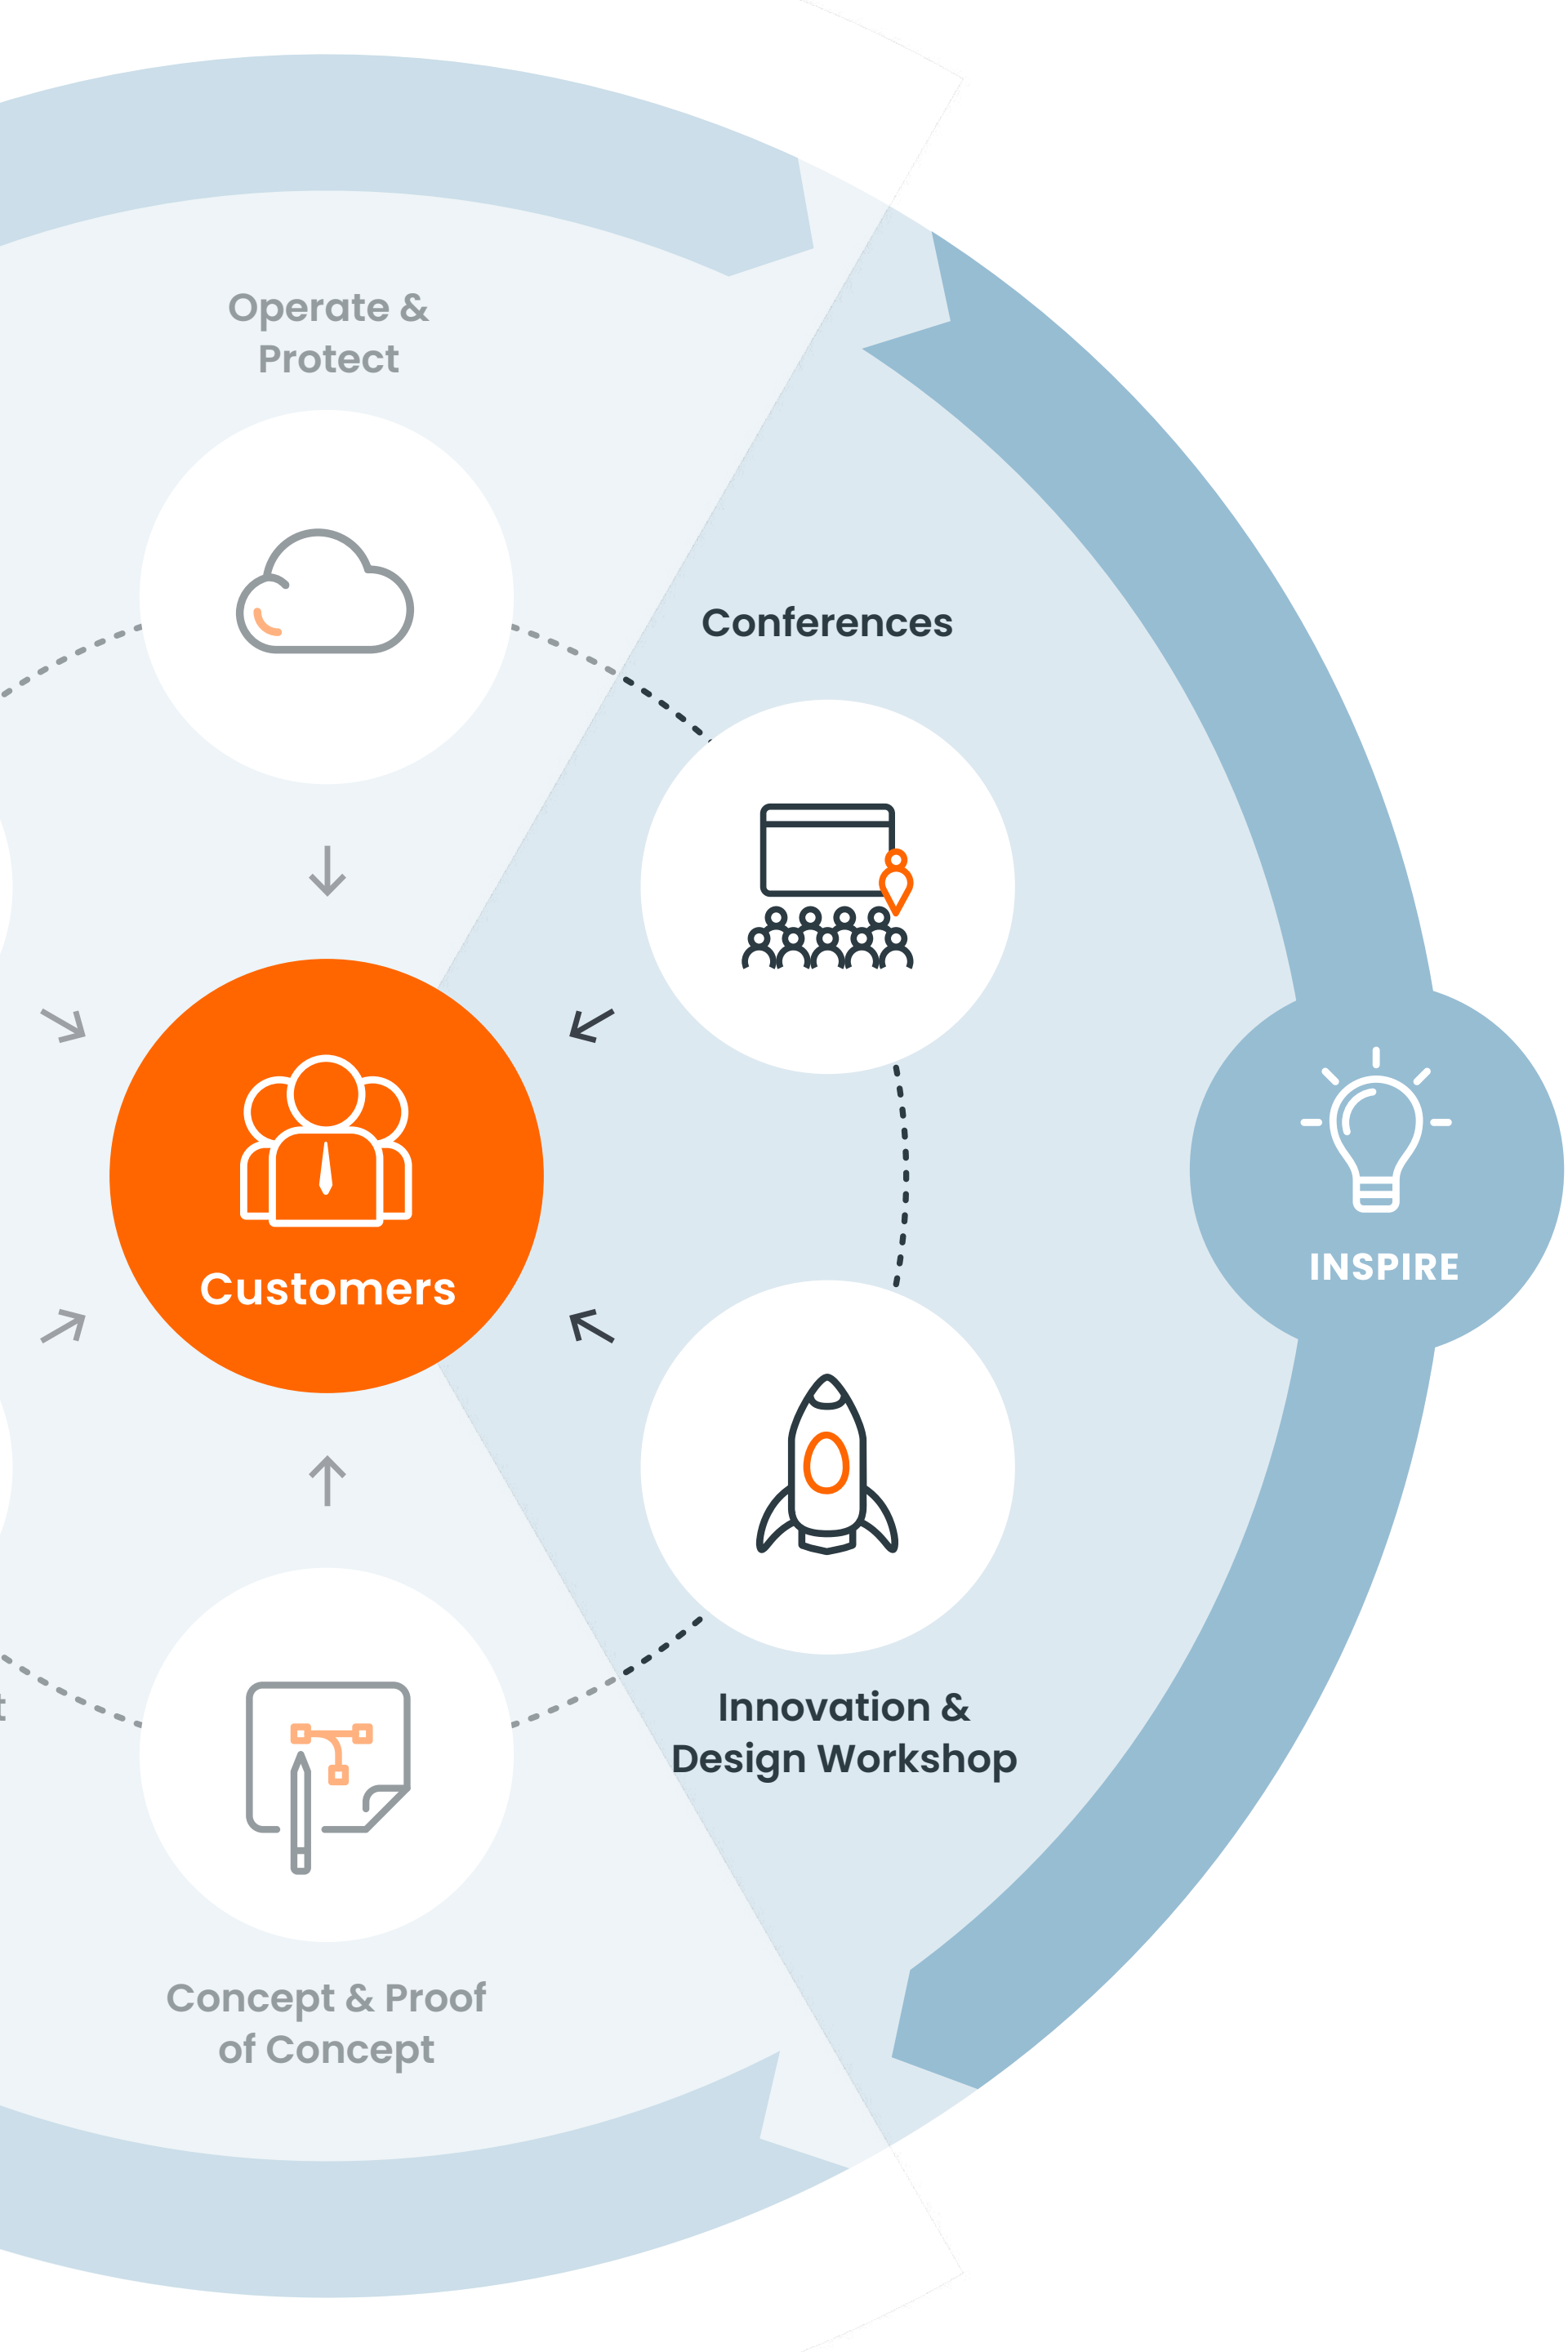 Operate &
Protect
Conferences
Customers
INSPIRE
Innovation &
Design Workshop
Concept & Proof
of Concept